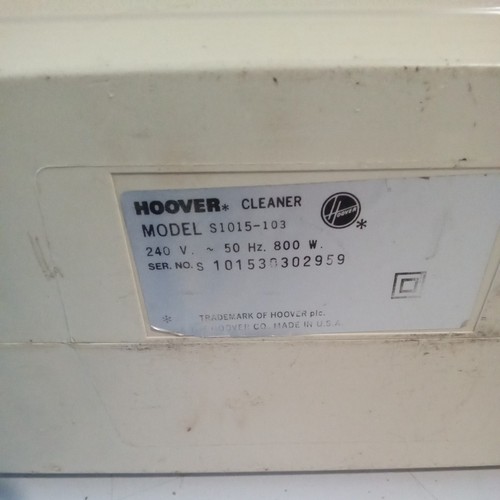 HOOVER* CLEANER HOOVER *
MODEL S1015-103
240 V. ~ 50 Hz. 800 W.
SER. NO. S 101530302959
* TRADEMARK OF HOOVER plc.
HOOVER CO. MADE IN U.S.A.